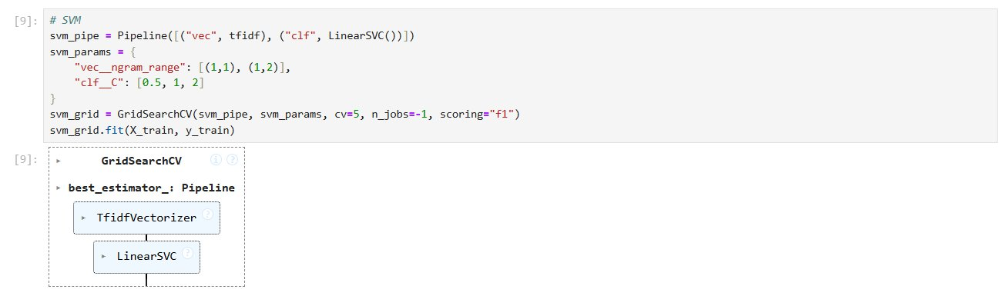 [9]:
# SVM
svm_pipe = Pipeline([("vec", tfidf), ("clf", LinearSVC())])
svm_params = {
    "vec__ngram_range": [(1,1), (1,2)],
    "clf__C": [0.5, 1, 2]
}
svm_grid = GridSearchCV(svm_pipe, svm_params, cv=5, n_jobs=-1, scoring="f1")
svm_grid.fit(X_train, y_train)
[9]:
▸ GridSearchCV i ?
▸ best_estimator_: Pipeline
▸ TfidfVectorizer ?
▸ LinearSVC ?